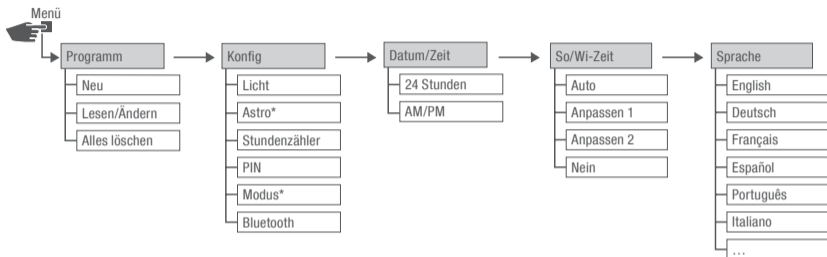 Menü
Programm
Neu
Lesen/Ändern
Alles löschen
Konfig
Licht
Astro*
Stundenzähler
PIN
Modus*
Bluetooth
Datum/Zeit
24 Stunden
AM/PM
So/Wi-Zeit
Auto
Anpassen 1
Anpassen 2
Nein
Sprache
English
Deutsch
Français
Español
Português
Italiano
...